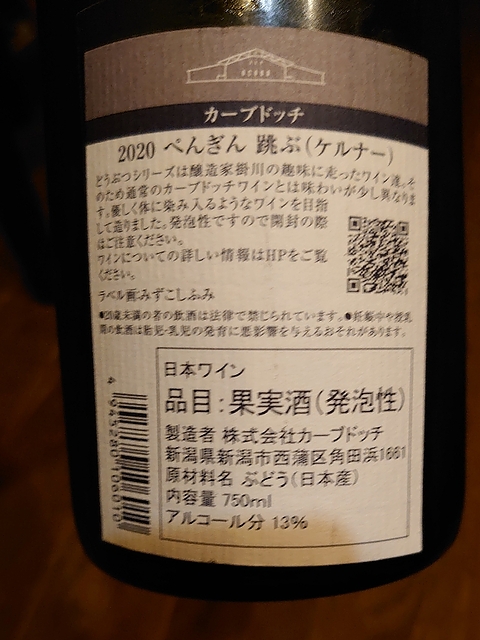 カーブドッチ
2020 ぺんぎん 跳ぶ(ケルナー)
どうぶつシリーズは醸造家掛川の趣味に走ったワイン達。そ
のため通常のカーブドッチワインとは味わいが少し異なりま
す。優しく体に染み入るようなワインを目指
して造りました。発泡性ですので開封の際
はご注意ください。
ワインについての詳しい情報はHPをご覧
ください。
ラベル画:みずこしふみ
●20歳未満の者の飲酒は法律で禁じられています。●妊娠中や授乳
期の飲酒は胎児・乳児の発育に悪影響を与えるおそれがあります。
日本ワイン
品目:果実酒(発泡性)
製造者 株式会社カーブドッチ
新潟県新潟市西蒲区角田浜1661
原材料名 ぶどう(日本産)
内容量 750ml
アルコール分 13%